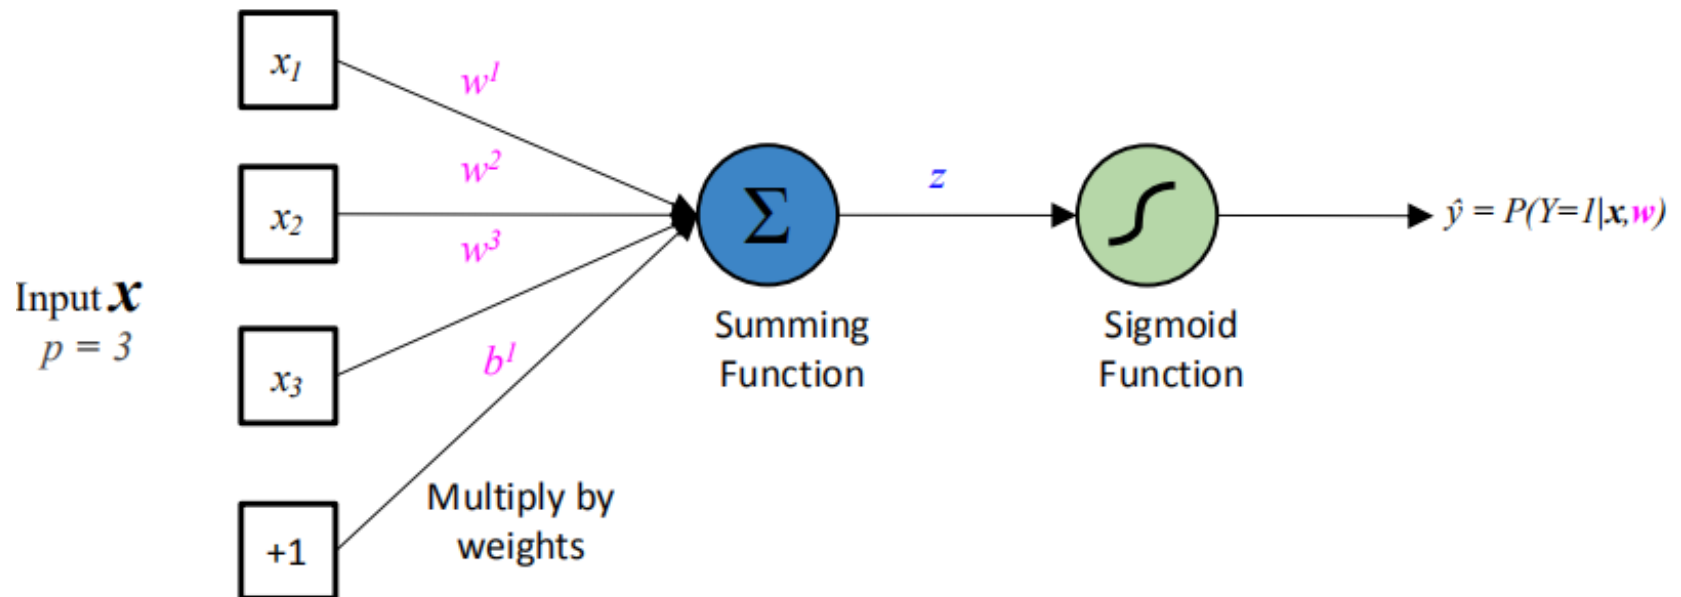 x₁
w¹
x₂
w²
w³
Input x
p = 3
x₃
b¹
+1
Multiply by
weights
Σ
Summing
Function
z
Sigmoid
Function
ŷ = P(Y=1|x,w)